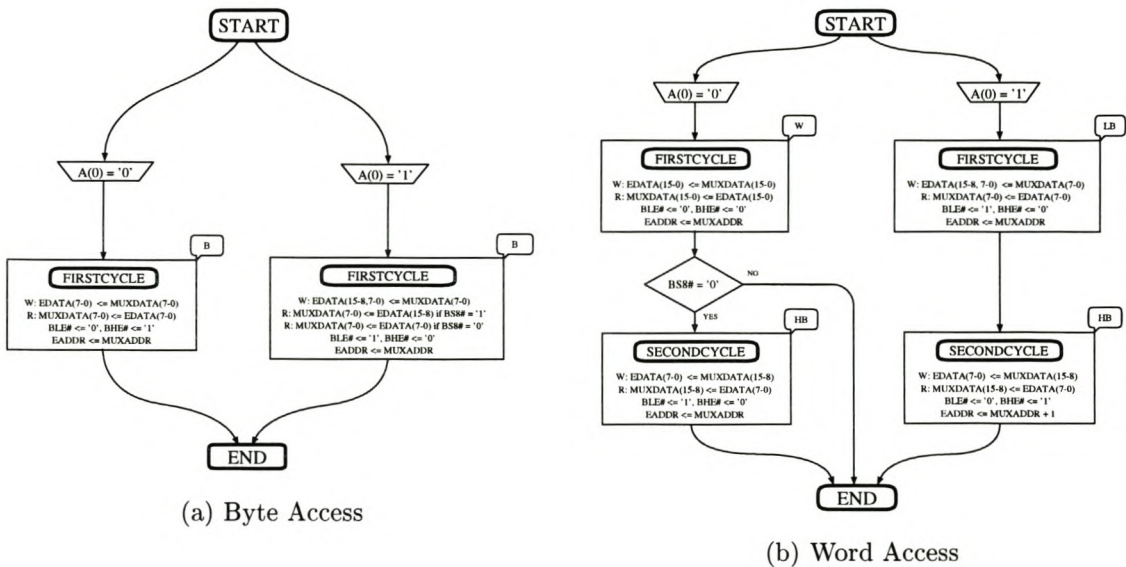 START
A(0) = '0'
A(0) = '1'
B
FIRSTCYCLE
W: EDATA(7-0) <= MUXDATA(7-0)
R: MUXDATA(7-0) <= EDATA(7-0)
BLE# <= '0', BHE# <= '1'
EADDR <= MUXADDR
B
FIRSTCYCLE
W: EDATA(15-8,7-0) <= MUXDATA(7-0)
R: MUXDATA(7-0) <= EDATA(15-8) if BS8# = '1'
R: MUXDATA(7-0) <= EDATA(7-0) if BS8# = '0'
BLE# <= '1', BHE# <= '0'
EADDR <= MUXADDR
END
(a) Byte Access
START
A(0) = '0'
A(0) = '1'
W
FIRSTCYCLE
W: EDATA(15-0) <= MUXDATA(15-0)
R: MUXDATA(15-0) <= EDATA(15-0)
BLE# <= '0', BHE# <= '0'
EADDR <= MUXADDR
BS8# = '0'
NO
YES
HB
SECONDCYCLE
W: EDATA(7-0) <= MUXDATA(15-8)
R: MUXDATA(15-8) <= EDATA(7-0)
BLE# <= '1', BHE# <= '0'
EADDR <= MUXADDR
LB
FIRSTCYCLE
W: EDATA(15-8, 7-0) <= MUXDATA(7-0)
R: MUXDATA(7-0) <= EDATA(7-0)
BLE# <= '1', BHE# <= '0'
EADDR <= MUXADDR
HB
SECONDCYCLE
W: EDATA(7-0) <= MUXDATA(15-8)
R: MUXDATA(15-8) <= EDATA(7-0)
BLE# <= '0', BHE# <= '1'
EADDR <= MUXADDR + 1
END
(b) Word Access